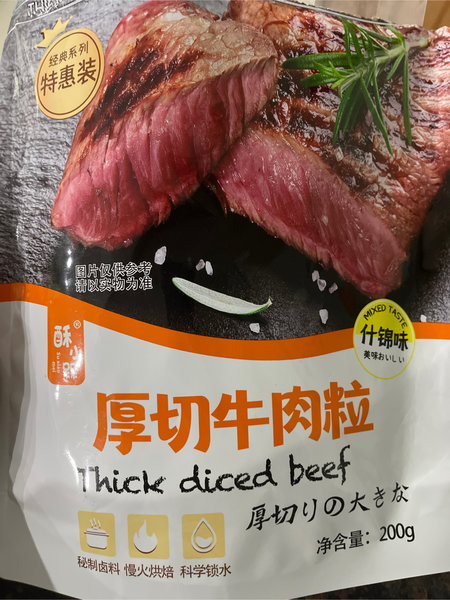 经典系列
特惠装
图片仅供参考
请以实物为准
MIXED TASTE
什锦味
美味おいしい
酥
®
厚切牛肉粒
Thick diced beef
厚切りの大きな
净含量: 200g
秘制卤料 慢火烘焙 科学锁水